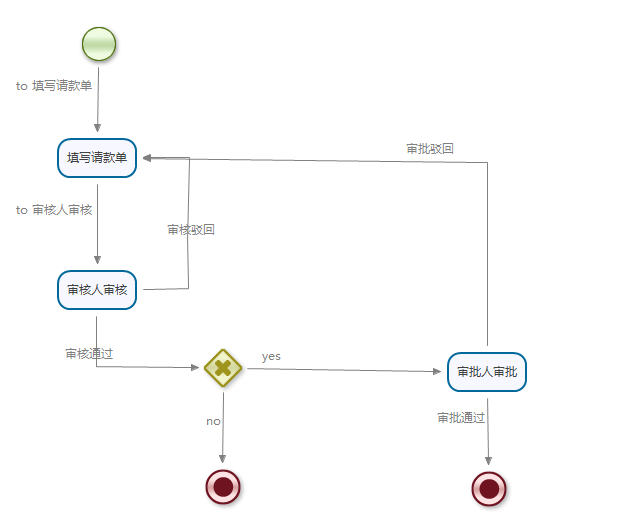 to 填写请款单
填写请款单
审批驳回
to 审核人审核
审核驳回
审核人审核
审核通过
yes
审批人审批
no
审批通过